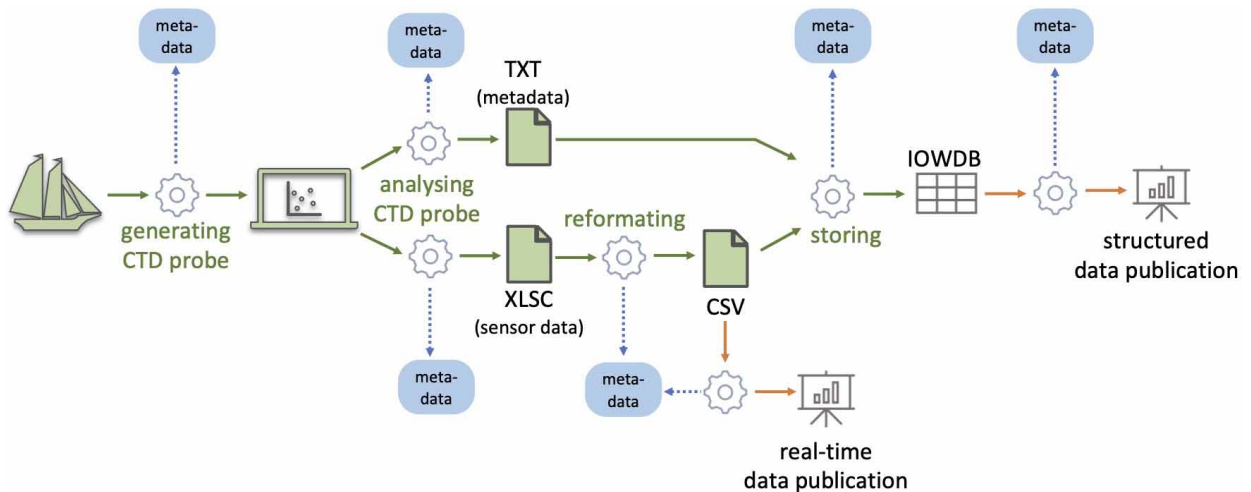 meta-
data
meta-
data
meta-
data
meta-
data
TXT
(metadata)
IOWDB
analysing
CTD probe
generating
CTD probe
reformating
storing
structured
data publication
XLSC
(sensor data)
CSV
meta-
data
meta-
data
real-time
data publication